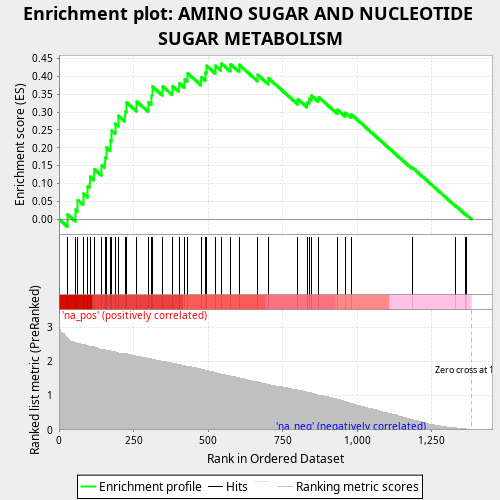 Enrichment plot: AMINO SUGAR AND NUCLEOTIDE
SUGAR METABOLISM
Enrichment score (ES)
0.45
0.40
0.35
0.30
0.25
0.20
0.15
0.10
0.05
0.00
'na_pos' (positively correlated)
Ranked list metric (PreRanked)
3
2
1
0
Zero cross at 1
'na_neg' (negatively correlated)
0
250
500
750
1,000
1,250
Rank in Ordered Dataset
Enrichment profile
Hits
Ranking metric scores